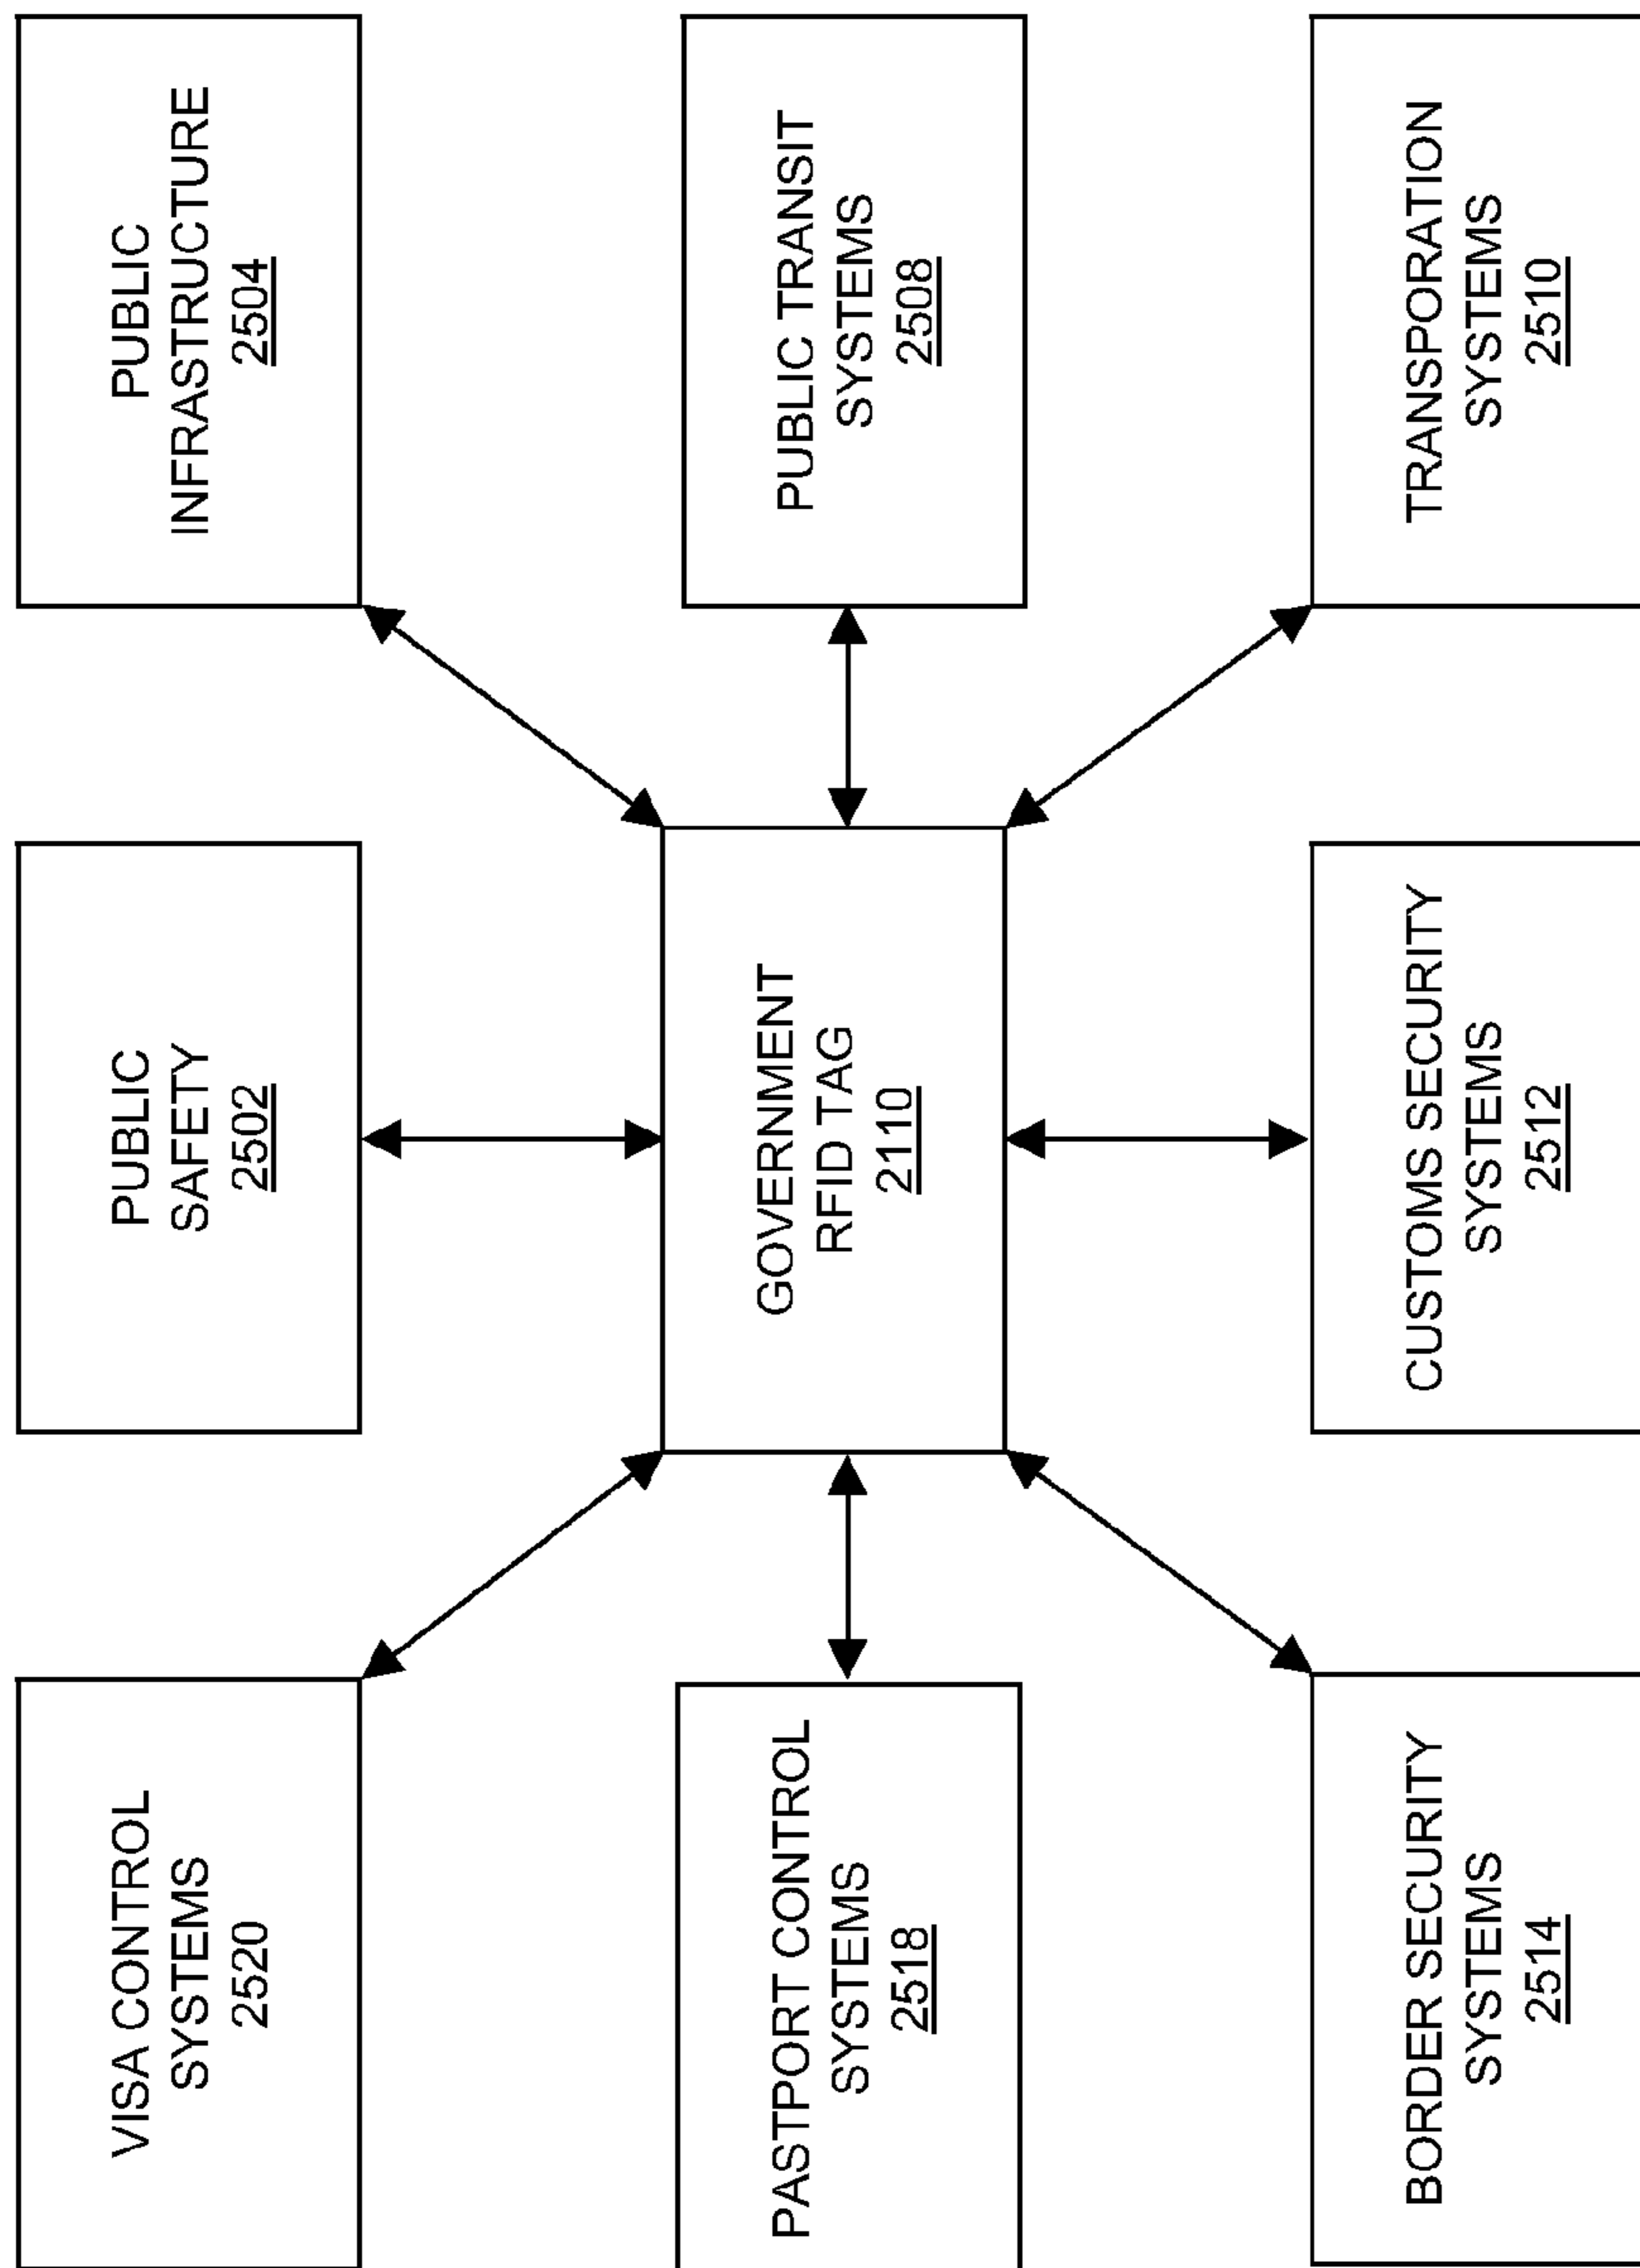 VISA CONTROL
SYSTEMS
2520
PUBLIC
SAFETY
2502
PUBLIC
INFRASTRUCTURE
2504
PASTPORT CONTROL
SYSTEMS
2518
GOVERNMENT
RFID TAG
2110
PUBLIC TRANSIT
SYSTEMS
2508
BORDER SECURITY
SYSTEMS
2514
CUSTOMS SECURITY
SYSTEMS
2512
TRANSPORATION
SYSTEMS
2510